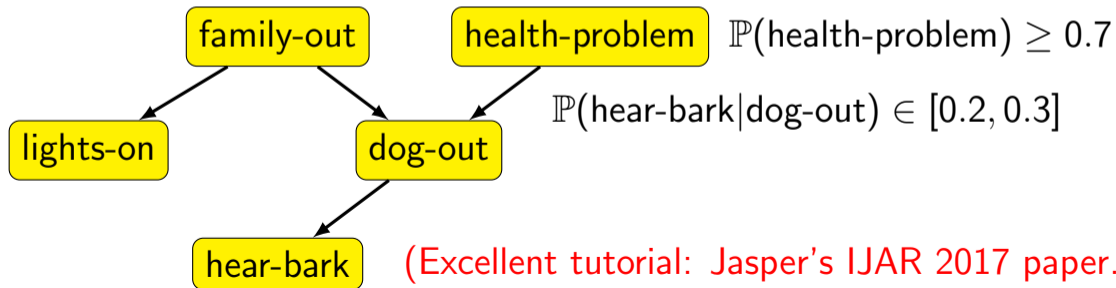 family-out health-problem ℙ(health-problem) ≥ 0.7
ℙ(hear-bark|dog-out) ∈ [0.2, 0.3]
lights-on dog-out
hear-bark (Excellent tutorial: Jasper's IJAR 2017 paper.